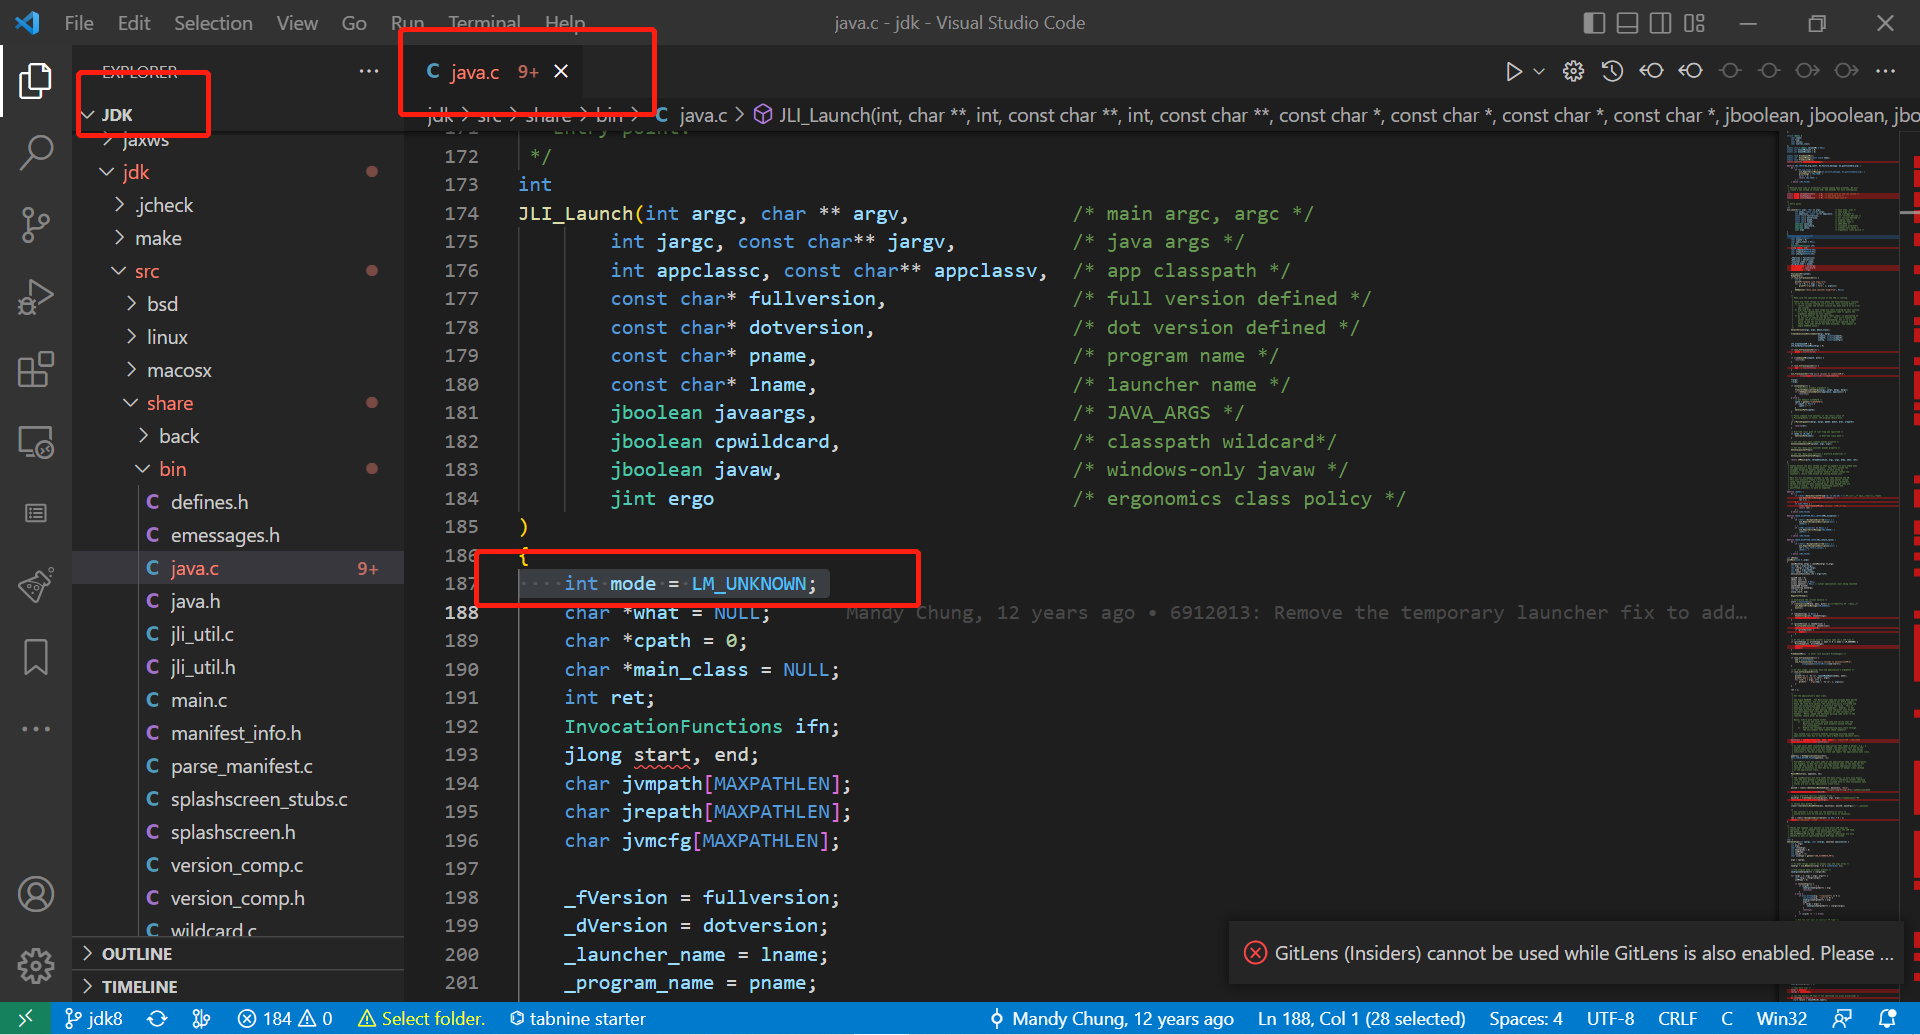 File Edit Selection View Go Run Terminal Help java.c - jdk - Visual Studio Code
EXPLORER
C java.c 9+
JDK
jdk > src > share > bin > C java.c > JLI_Launch(int, char **, int, const char **, int, const char **, const char *, const char *, const char *, const char *, jboolean, jboolean, jbo
jaxws
jdk
.jcheck
make
src
bsd
linux
macosx
share
back
bin
C defines.h
C emessages.h
C java.c 9+
C java.h
C jli_util.c
C jli_util.h
C main.c
C manifest_info.h
C parse_manifest.c
C splashscreen_stubs.c
C splashscreen.h
C version_comp.c
C version_comp.h
C wildcard.c
OUTLINE
TIMELINE
171 Entry point.
172 */
173 int
174 JLI_Launch(int argc, char ** argv, /* main argc, argc */
175 int jargc, const char** jargv, /* java args */
176 int appclassc, const char** appclassv, /* app classpath */
177 const char* fullversion, /* full version defined */
178 const char* dotversion, /* dot version defined */
179 const char* pname, /* program name */
180 const char* lname, /* launcher name */
181 jboolean javaargs, /* JAVA_ARGS */
182 jboolean cpwildcard, /* classpath wildcard*/
183 jboolean javaw, /* windows-only javaw */
184 jint ergo /* ergonomics class policy */
185 )
186 {
187 ····int·mode·=·LM_UNKNOWN;
188 char *what = NULL; Mandy Chung, 12 years ago • 6912013: Remove the temporary launcher fix to add…
189 char *cpath = 0;
190 char *main_class = NULL;
191 int ret;
192 InvocationFunctions ifn;
193 jlong start, end;
194 char jvmpath[MAXPATHLEN];
195 char jrepath[MAXPATHLEN];
196 char jvmcfg[MAXPATHLEN];
197
198 _fVersion = fullversion;
199 _dVersion = dotversion;
200 _launcher_name = lname;
201 _program_name = pname;
GitLens (Insiders) cannot be used while GitLens is also enabled. Please ...
jdk8 184 0 Select folder. tabnine starter Mandy Chung, 12 years ago Ln 188, Col 1 (28 selected) Spaces: 4 UTF-8 CRLF C Win32